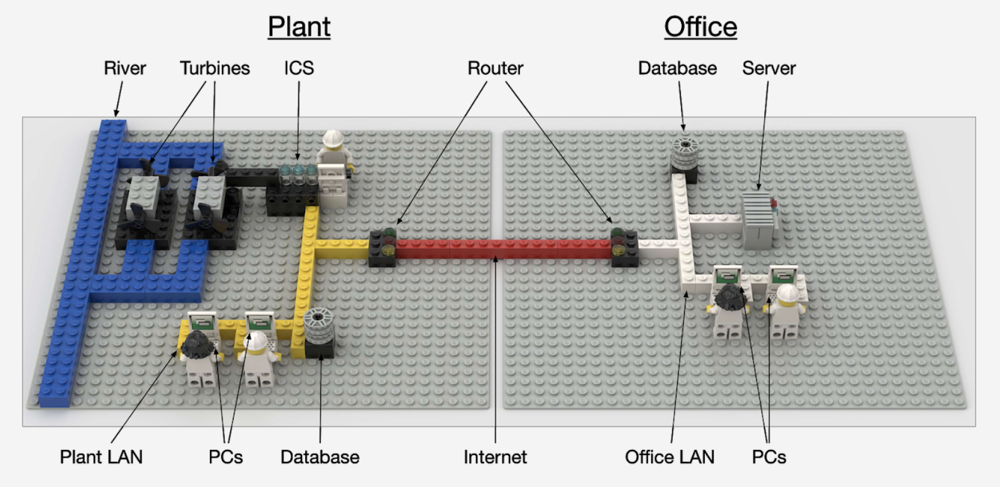 Plant
Office
River
Turbines
ICS
Router
Database
Server
Plant LAN
PCs
Database
Internet
Office LAN
PCs